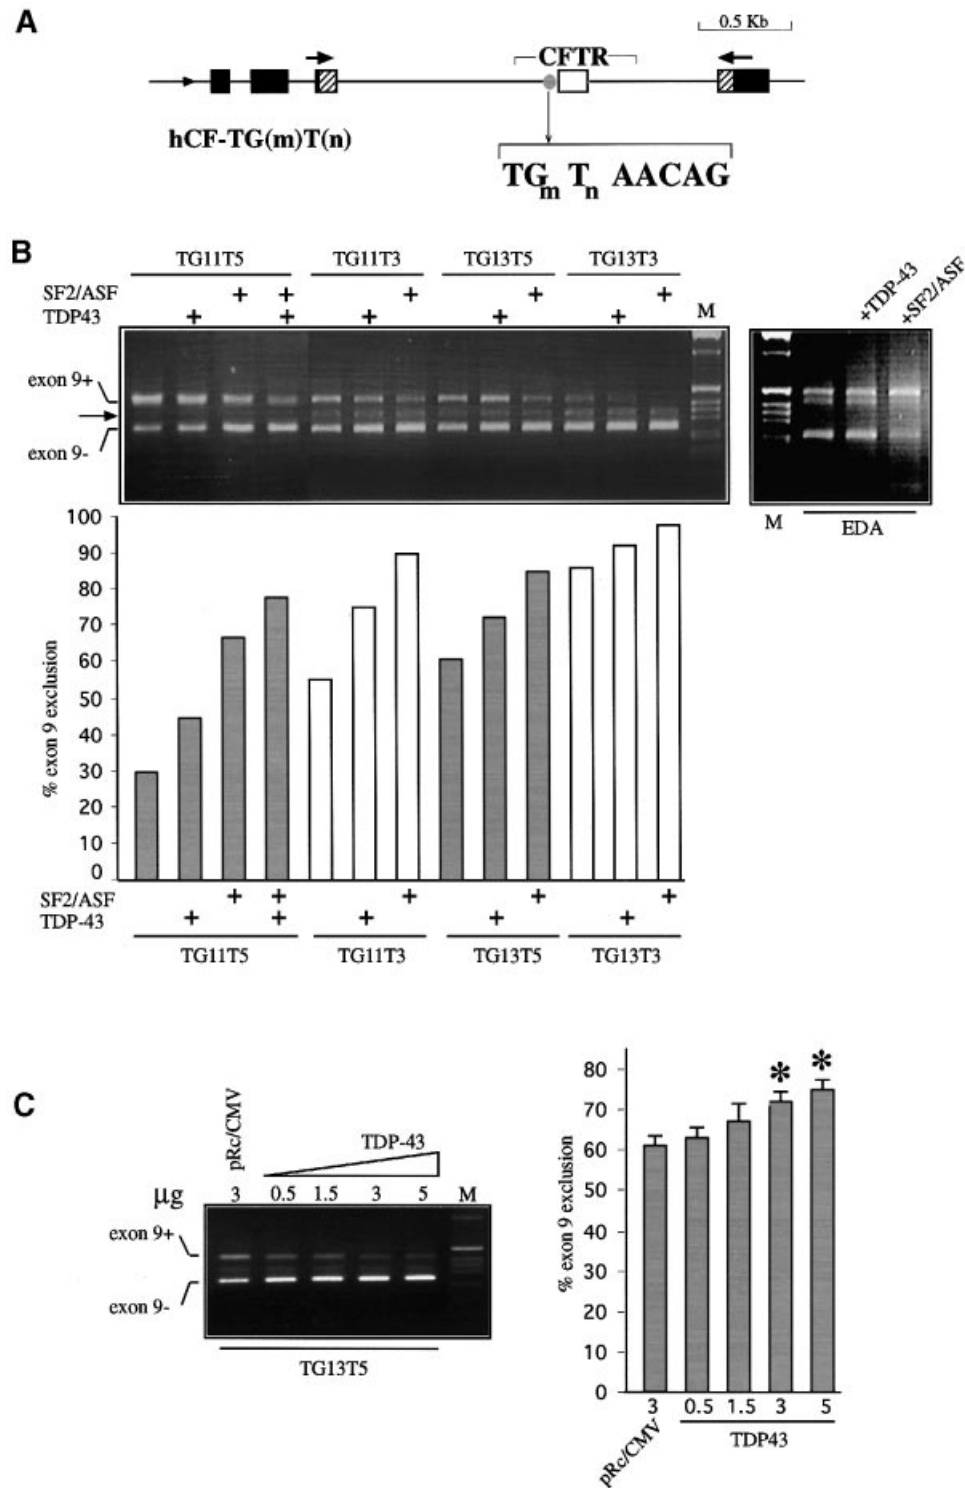 A
0.5 Kb
CFTR
hCF-TG(m)T(n)
TGm Tn AACAG
B
TG11T5 TG11T3 TG13T5 TG13T3
SF2/ASF + + + + +
TDP43 + + + + + M
+TDP-43 +SF2/ASF
exon 9+
exon 9-
M EDA
% exon 9 exclusion
100
90
80
70
60
50
40
30
20
10
0
SF2/ASF + + + + +
TDP-43 + + + + +
TG11T5 TG11T3 TG13T5 TG13T3
C
pRc/CMV
TDP-43
µg 3 0.5 1.5 3 5 M
exon 9+
exon 9-
TG13T5
% exon 9 exclusion
80
70
60
50
40
30
20
10
0
* *
3 0.5 1.5 3 5
pRc/CMV
TDP43